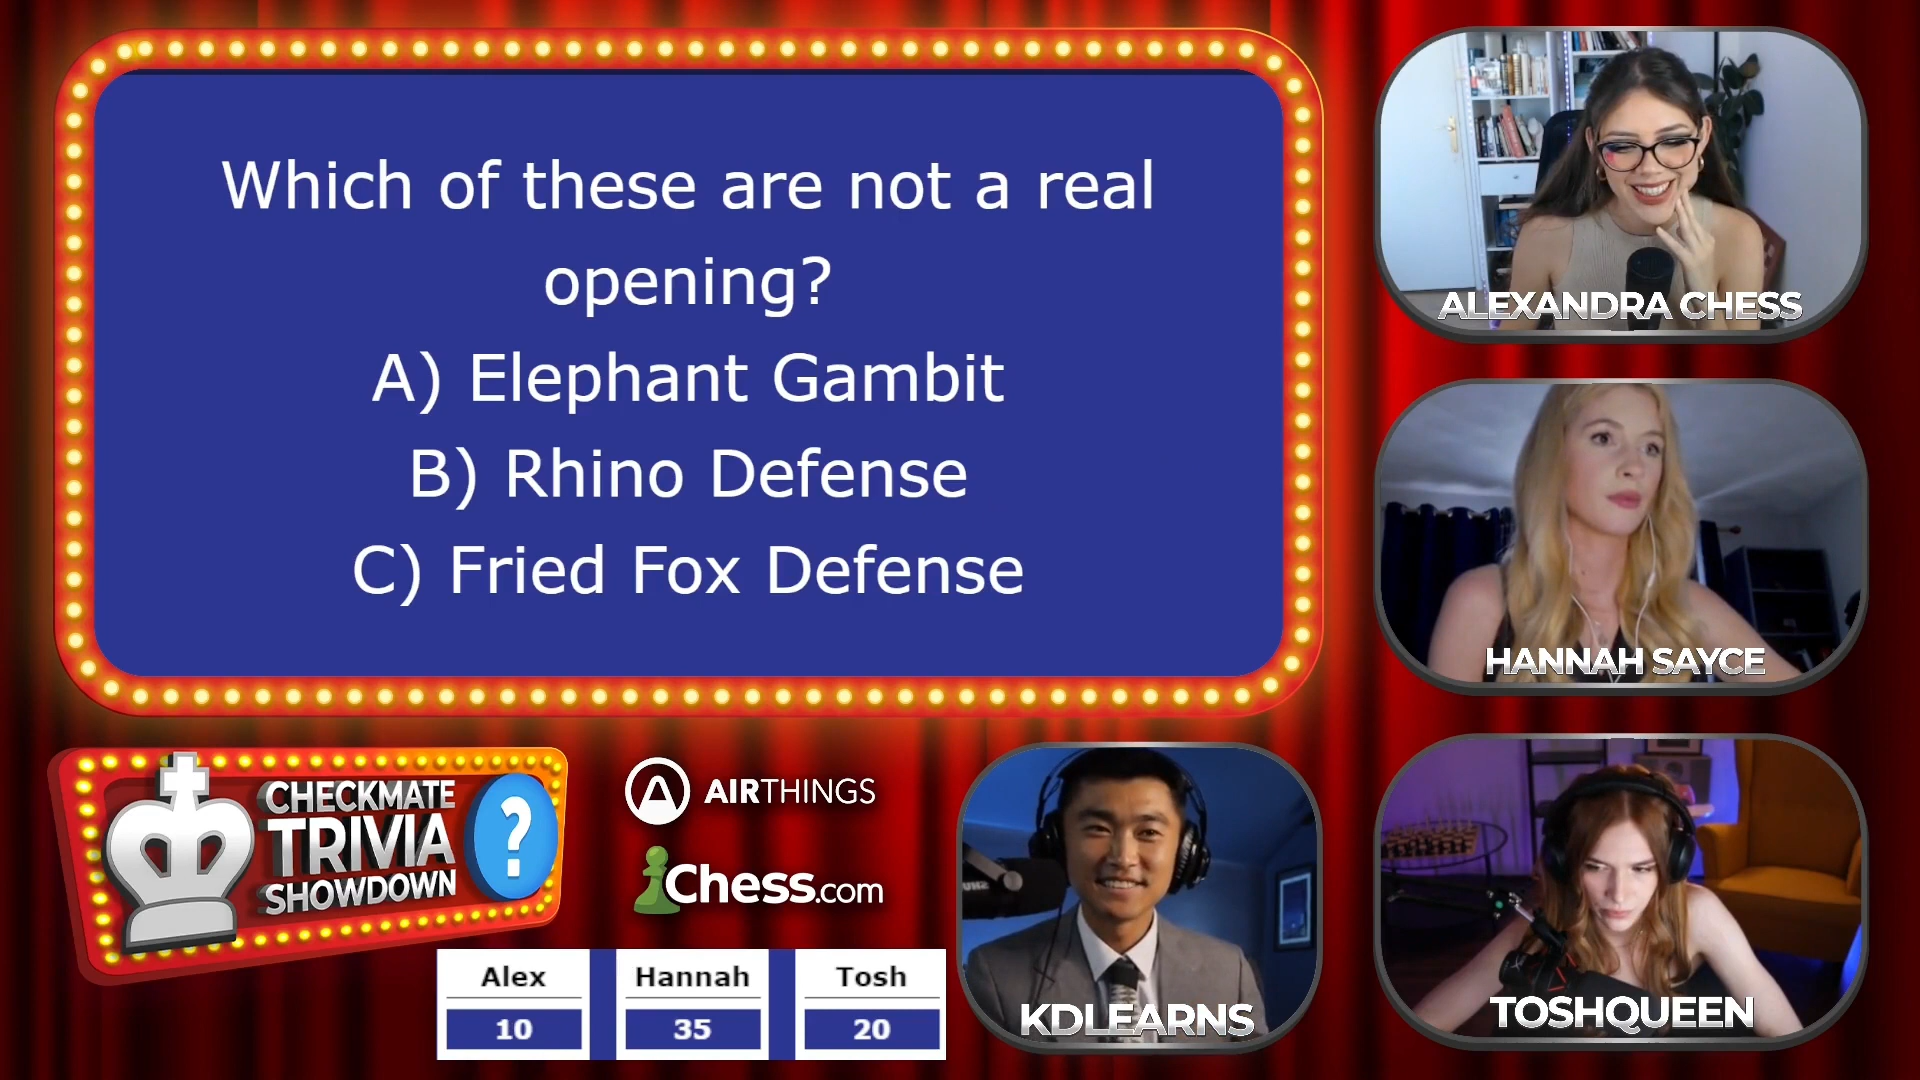 Which of these are not a real
opening?
A) Elephant Gambit
B) Rhino Defense
C) Fried Fox Defense
ALEXANDRA CHESS
HANNAH SAYCE
TOSHQUEEN
KDLEARNS
CHECKMATE
TRIVIA
SHOWDOWN
?
AIRTHINGS
Chess.com
Alex
10
Hannah
35
Tosh
20